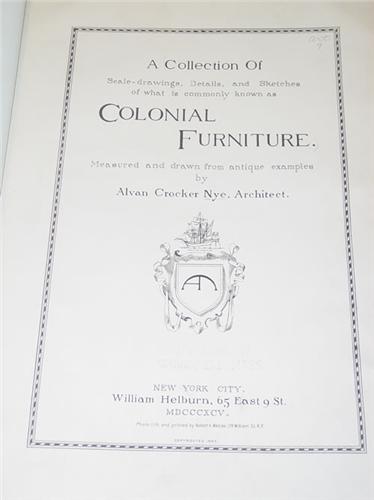 A Collection Of
Scale-drawings, Details, and Sketches
of what is commonly known as
COLONIAL
FURNITURE.
Measured and drawn from antique examples
by
Alvan Crocker Nye, Architect.
NEW YORK CITY.
William Helburn, 65 East 9 St.
MDCCCXCV.